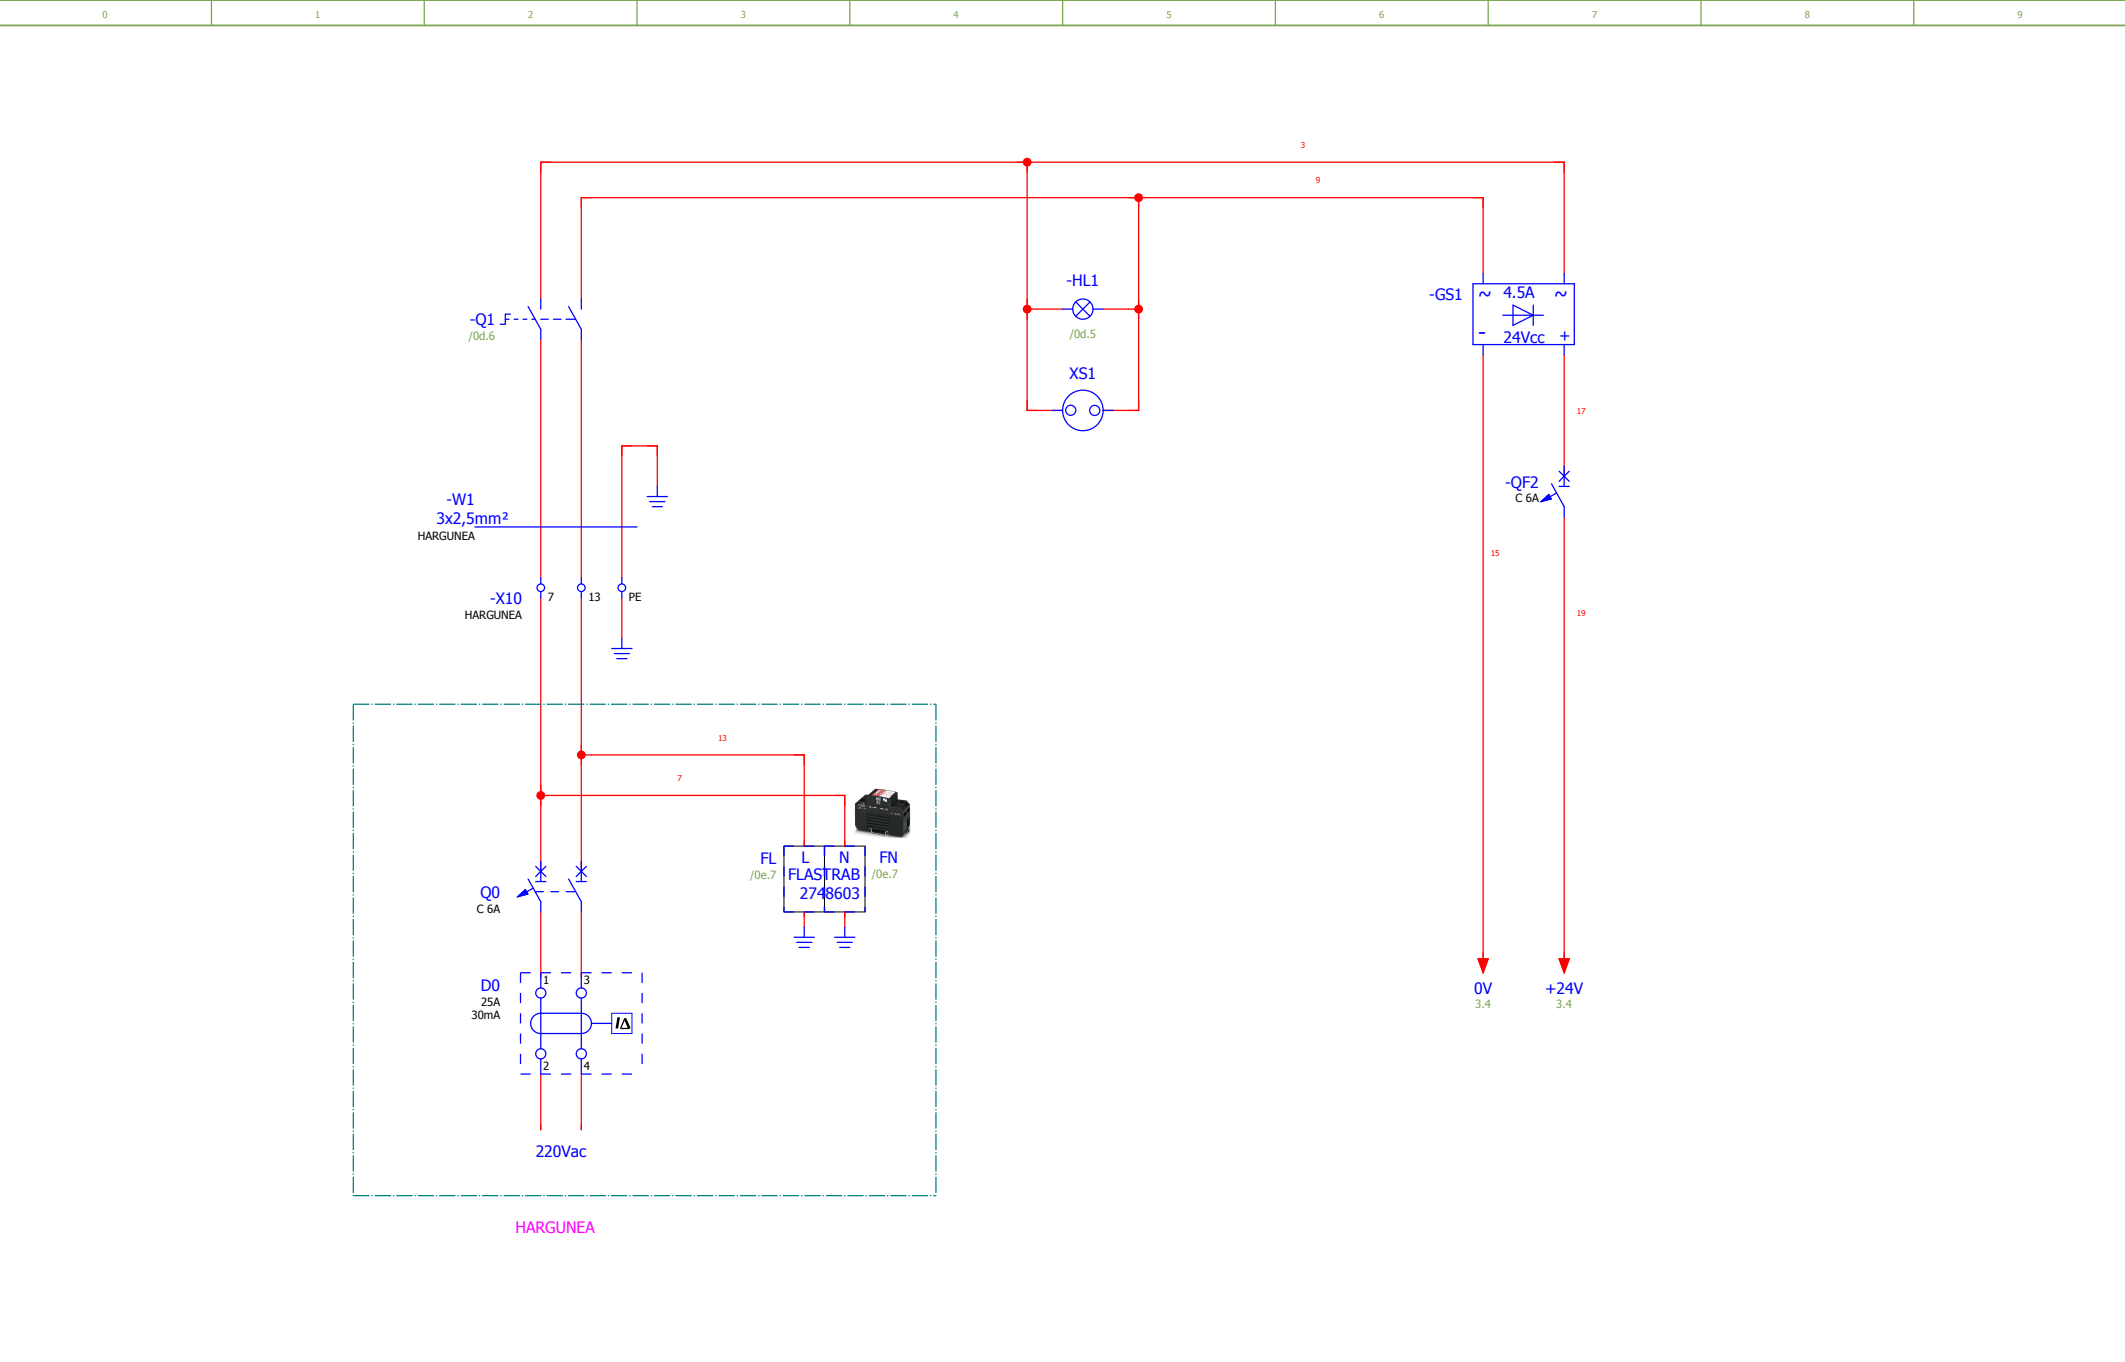 0 1 2 3 4 5 6 7 8 9
3
9
-HL1
/0d.5
XS1
-GS1
~ 4.5A ~
- 24Vcc +
-Q1
/0d.6
17
-QF2
C 6A
-W1
3x2,5mm²
HARGUNEA
15
-X10
HARGUNEA
7 13 PE
19
13
7
FL
/0e.7
L N
FLASTRAB
2748603
FN
/0e.7
Q0
C 6A
D0
25A
30mA
1 3
IΔ
2 4
0V
3.4
+24V
3.4
220Vac
HARGUNEA